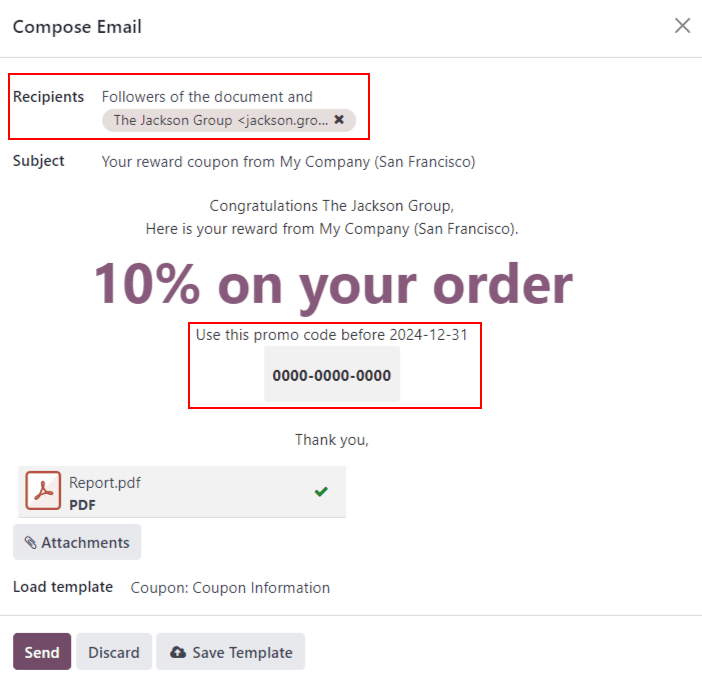 Compose Email
Recipients Followers of the document and
The Jackson Group <jackson.gro...
Subject Your reward coupon from My Company (San Francisco)
Congratulations The Jackson Group,
Here is your reward from My Company (San Francisco).
10% on your order
Use this promo code before 2024-12-31
0000-0000-0000
Thank you,
Report.pdf
PDF
Attachments
Load template Coupon: Coupon Information
Send Discard Save Template